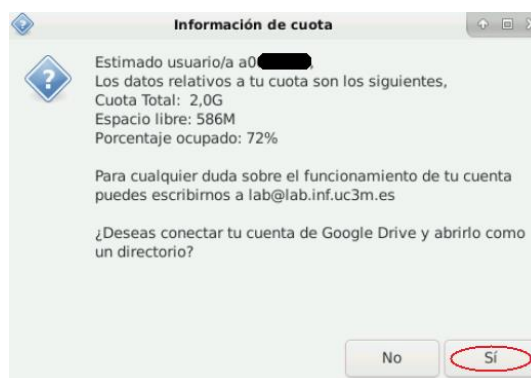 Información de cuota
Estimado usuario/a a0
Los datos relativos a tu cuota son los siguientes,
Cuota Total: 2,0G
Espacio libre: 586M
Porcentaje ocupado: 72%
Para cualquier duda sobre el funcionamiento de tu cuenta
puedes escribirnos a lab@lab.inf.uc3m.es
¿Deseas conectar tu cuenta de Google Drive y abrirlo como
un directorio?
No
Sí